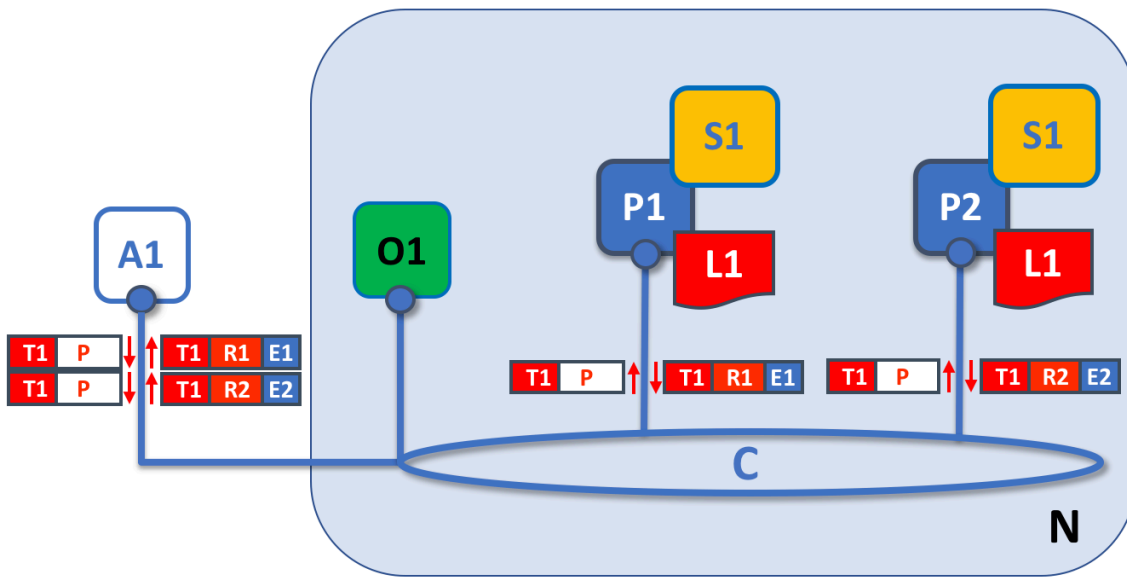 S1 S1
P1 P2
A1 O1 L1 L1
T1 P T1 R1 E1
T1 P T1 R2 E2
T1 P T1 R1 E1
T1 P T1 R2 E2
C
N